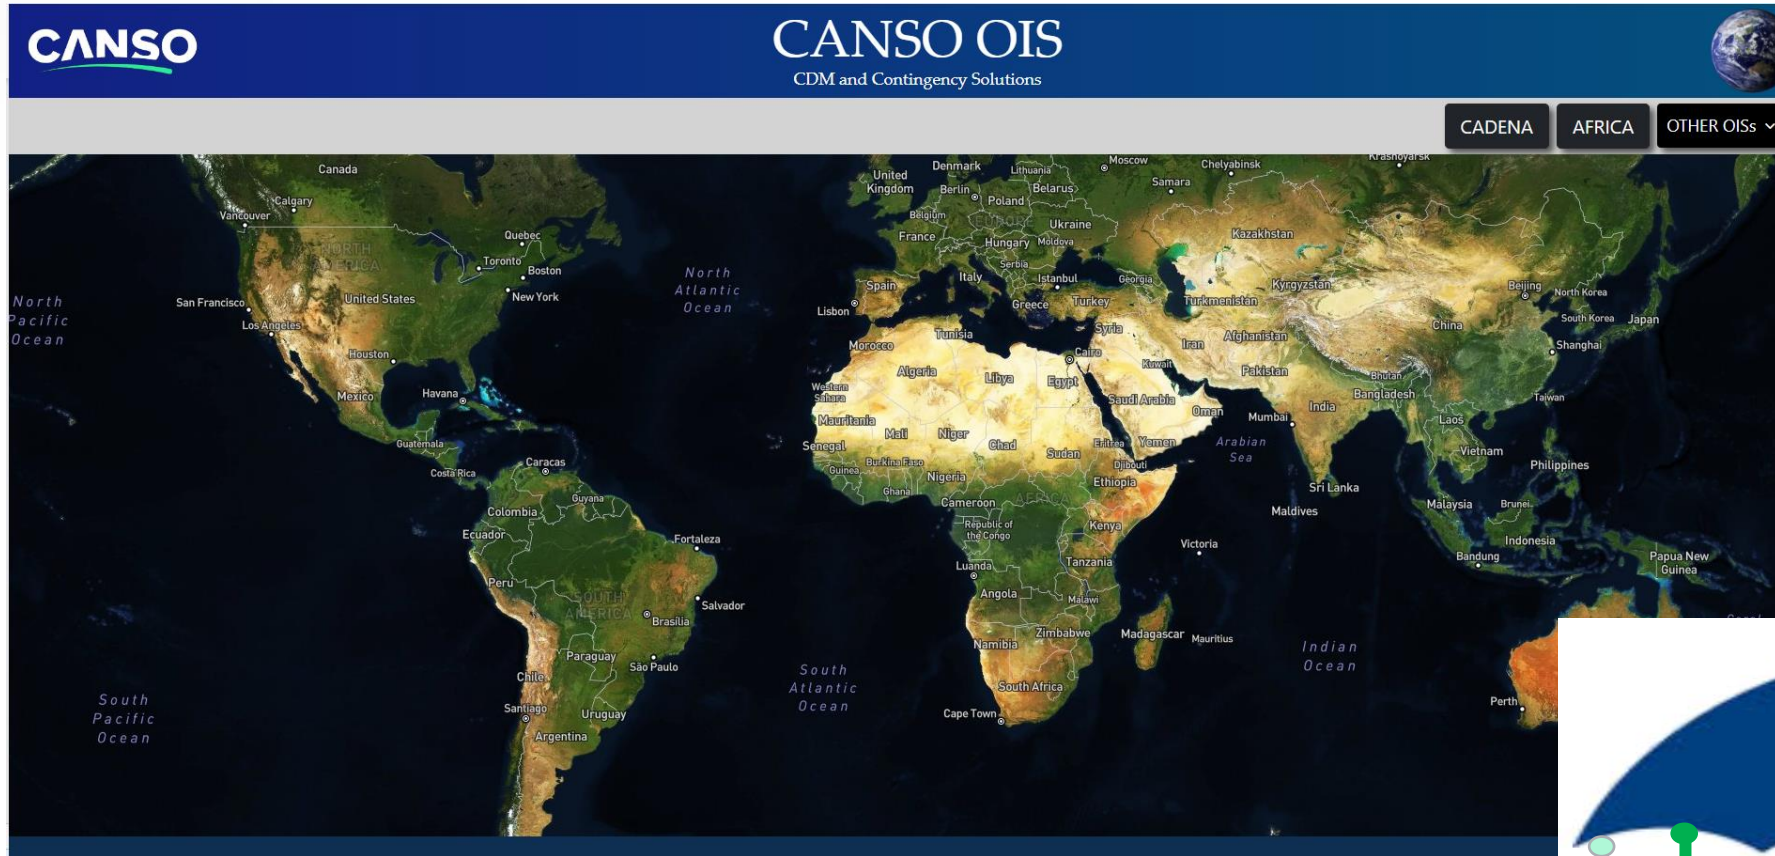 CANSO
CANSO OIS
CDM and Contingency Solutions
CADENA
AFRICA
OTHER OISs
Canada
Calgary
Vancouver
Quebec
Toronto
Boston
New York
NORTH
AMERICA
United States
San Francisco
Los Angeles
Houston
Mexico
Havana
Guatemala
Costa Rica
Caracas
Guyana
Colombia
Ecuador
Fortaleza
Peru
SOUTH
AMERICA
Salvador
Brasília
Paraguay
São Paulo
Chile
Santiago
Uruguay
Argentina
North
Pacific
Ocean
South
Pacific
Ocean
North
Atlantic
Ocean
South
Atlantic
Ocean
United
Kingdom
Denmark
Lithuania
Moscow
Chelyabinsk
Krasnoyarsk
Berlin
Belarus
Samara
Poland
Belgium
EUROPE
Ukraine
France
Hungary
Moldova
Kazakhstan
Serbia
Italy
Istanbul
Georgia
Spain
Greece
Turkey
Turkmenistan
Kyrgyzstan
Beijing
North Korea
Lisbon
South Korea
Japan
Tunisia
Syria
Afghanistan
China
Morocco
Cairo
Iran
Shanghai
Algeria
Libya
Egypt
Kuwait
Pakistan
Bhutan
Western
Sahara
Saudi Arabia
Bangladesh
Taiwan
Mauritania
Oman
Mumbai
India
Laos
Mali
Niger
Chad
Eritrea
Yemen
Arabian
Sea
Senegal
Sudan
Vietnam
Guinea
Burkina Faso
Djibouti
Philippines
Nigeria
Ethiopia
Ghana
Sri Lanka
Cameroon
AFRICA
Maldives
Malaysia
Brunei
Republic of
the Congo
Kenya
Victoria
Indonesia
Luanda
Tanzania
Bandung
Papua New
Guinea
Angola
Malawi
Zimbabwe
Madagascar
Mauritius
Namibia
Indian
Ocean
South Africa
Perth
Cape Town